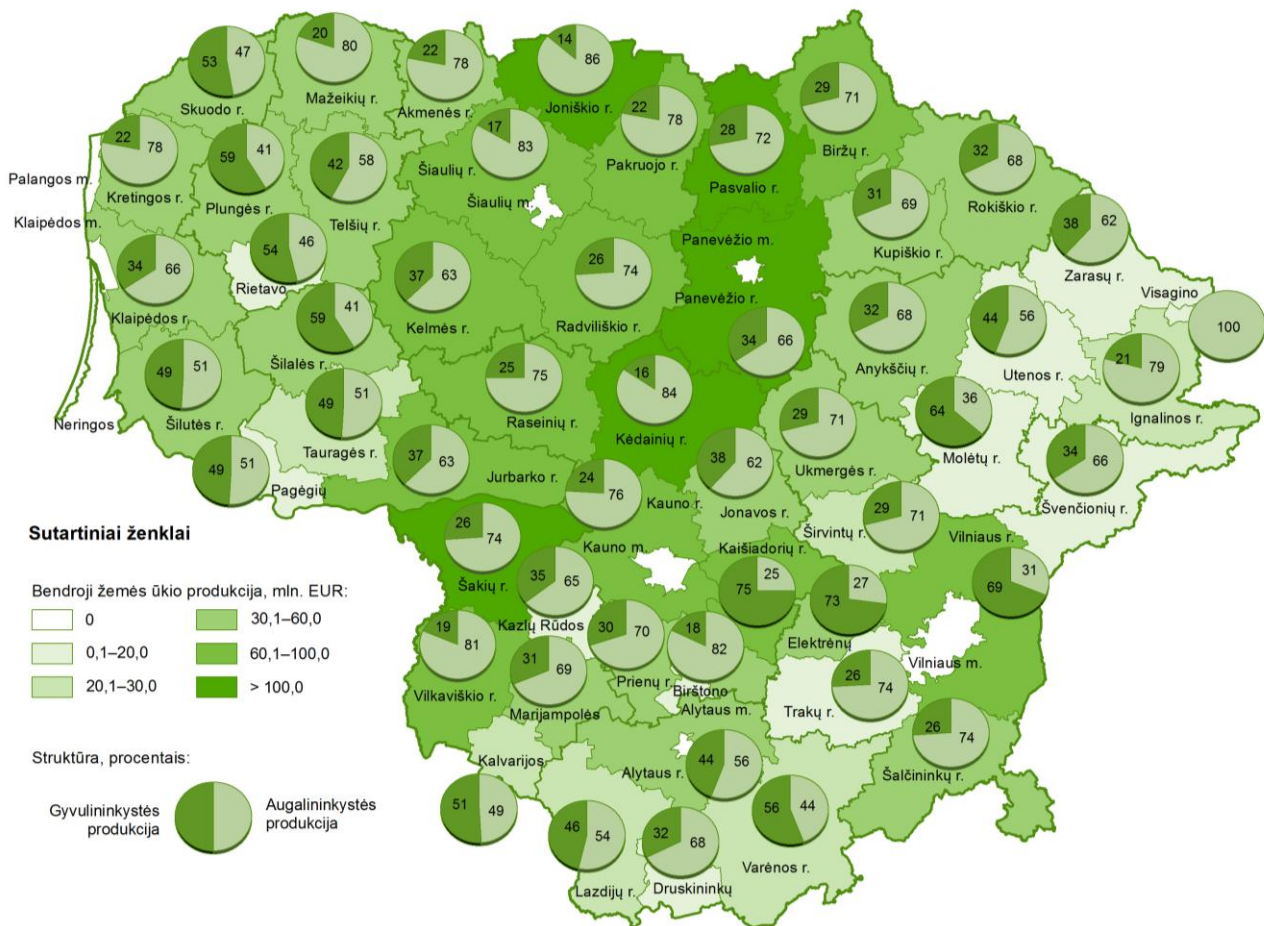 20
80
Mažeikių r.
53
47
Skuodo r.
22
78
Akmenės r.
14
86
Joniškio r.
29
71
Biržų r.
22
78
Kretingos r.
Palangos m.
59
41
Plungės r.
42
58
Telšių r.
17
83
Šiaulių r.
Šiaulių m.
22
78
Pakruojo r.
28
72
Pasvalio r.
32
68
Rokiškio r.
31
69
Kupiškio r.
38
62
Zarasų r.
Klaipėdos m.
34
66
Klaipėdos r.
54
46
Rietavo
37
63
Kelmės r.
26
74
Radviliškio r.
Panevėžio m.
Panevėžio r.
34
66
32
68
Anykščių r.
44
56
Utenos r.
Visagino
100
21
79
Ignalinos r.
59
41
Šilalės r.
49
51
Šilutės r.
Neringos
49
51
Tauragės r.
25
75
Raseinių r.
16
84
Kėdainių r.
29
71
Ukmergės r.
64
36
Molėtų r.
34
66
Švenčionių r.
49
51
Pagėgių
37
63
Jurbarko r.
24
76
Kauno r.
38
62
Jonavos r.
29
71
Širvintų r.
Vilniaus r.
69
31
26
74
Šakių r.
Kauno m.
Kaišiadorių r.
75
25
73
27
Elektrėnų
35
65
Kazlų Rūdos
19
81
Vilkaviškio r.
31
69
Marijampolės
30
70
Prienų r.
18
82
Birštono
Vilniaus m.
26
74
Trakų r.
Alytaus m.
44
56
Alytaus r.
26
74
Šalčininkų r.
Kalvarijos
51
49
46
54
Lazdijų r.
32
68
Druskininkų
56
44
Varėnos r.
Sutartiniai ženklai
Bendroji žemės ūkio produkcija, mln. EUR:
0
30,1–60,0
0,1–20,0
60,1–100,0
20,1–30,0
> 100,0
Struktūra, procentais:
Gyvulininkystės
produkcija
Augalininkystės
produkcija